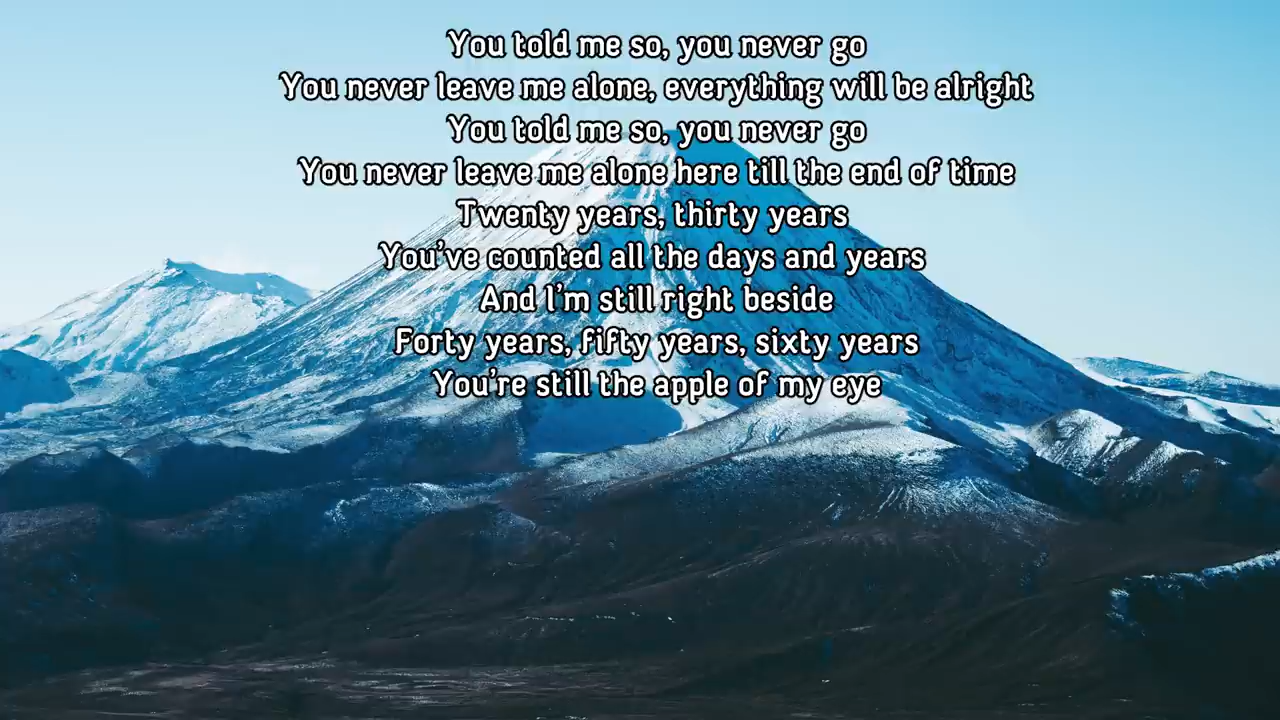 You told me so, you never go
You never leave me alone, everything will be alright
You told me so, you never go
You never leave me alone here till the end of time
Twenty years, thirty years
You've counted all the days and years
And I'm still right beside
Forty years, fifty years, sixty years
You're still the apple of my eye